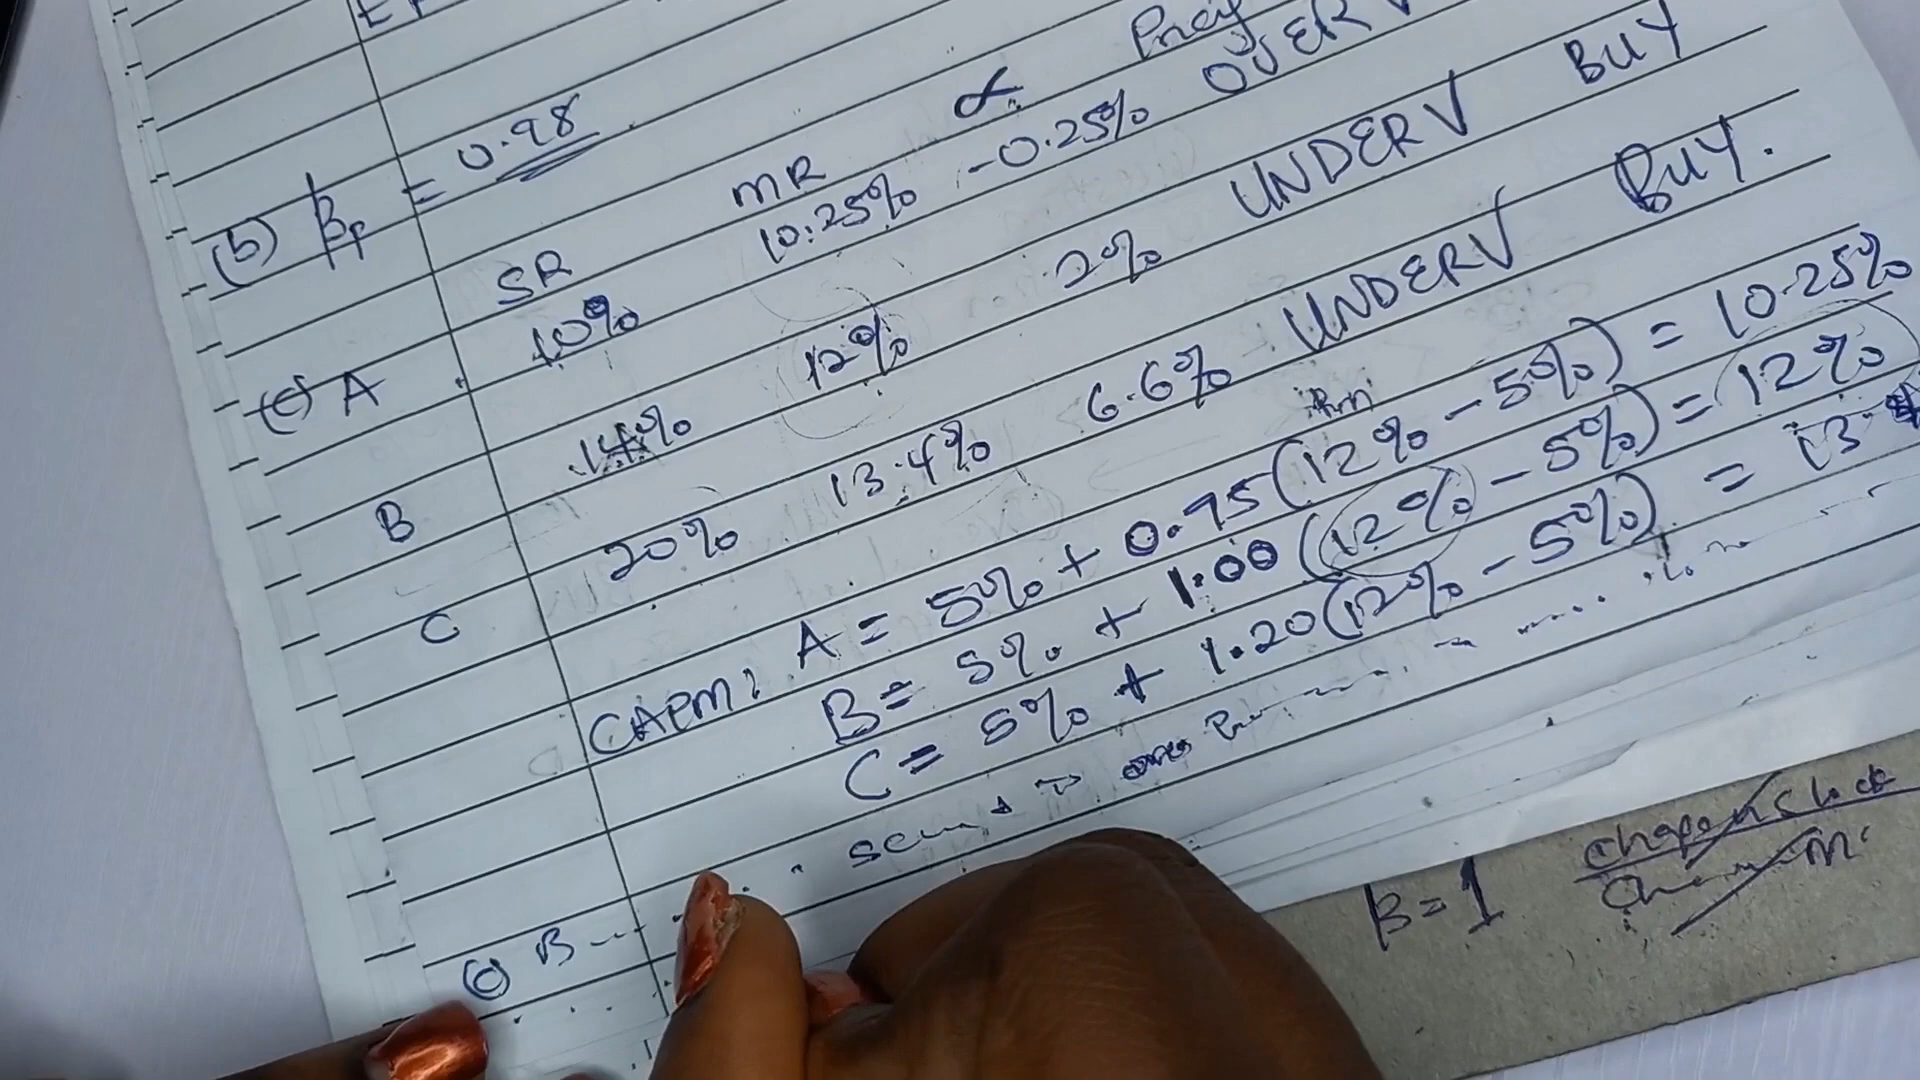 (b) βp = 0.98
SR MR α
(c) A 10% 10.25% -0.25% OVERV
B 14% 12% 2% UNDERV BUY
C 20% 13.4% 6.6% UNDERV BUY.
CAPM: A = 5% + 0.75(12% - 5%) = 10.25%
B = 5% + 1.00 (12% - 5%) = 12%
C = 5% + 1.20(12% - 5%) = 13.4
(c) B
B = 1